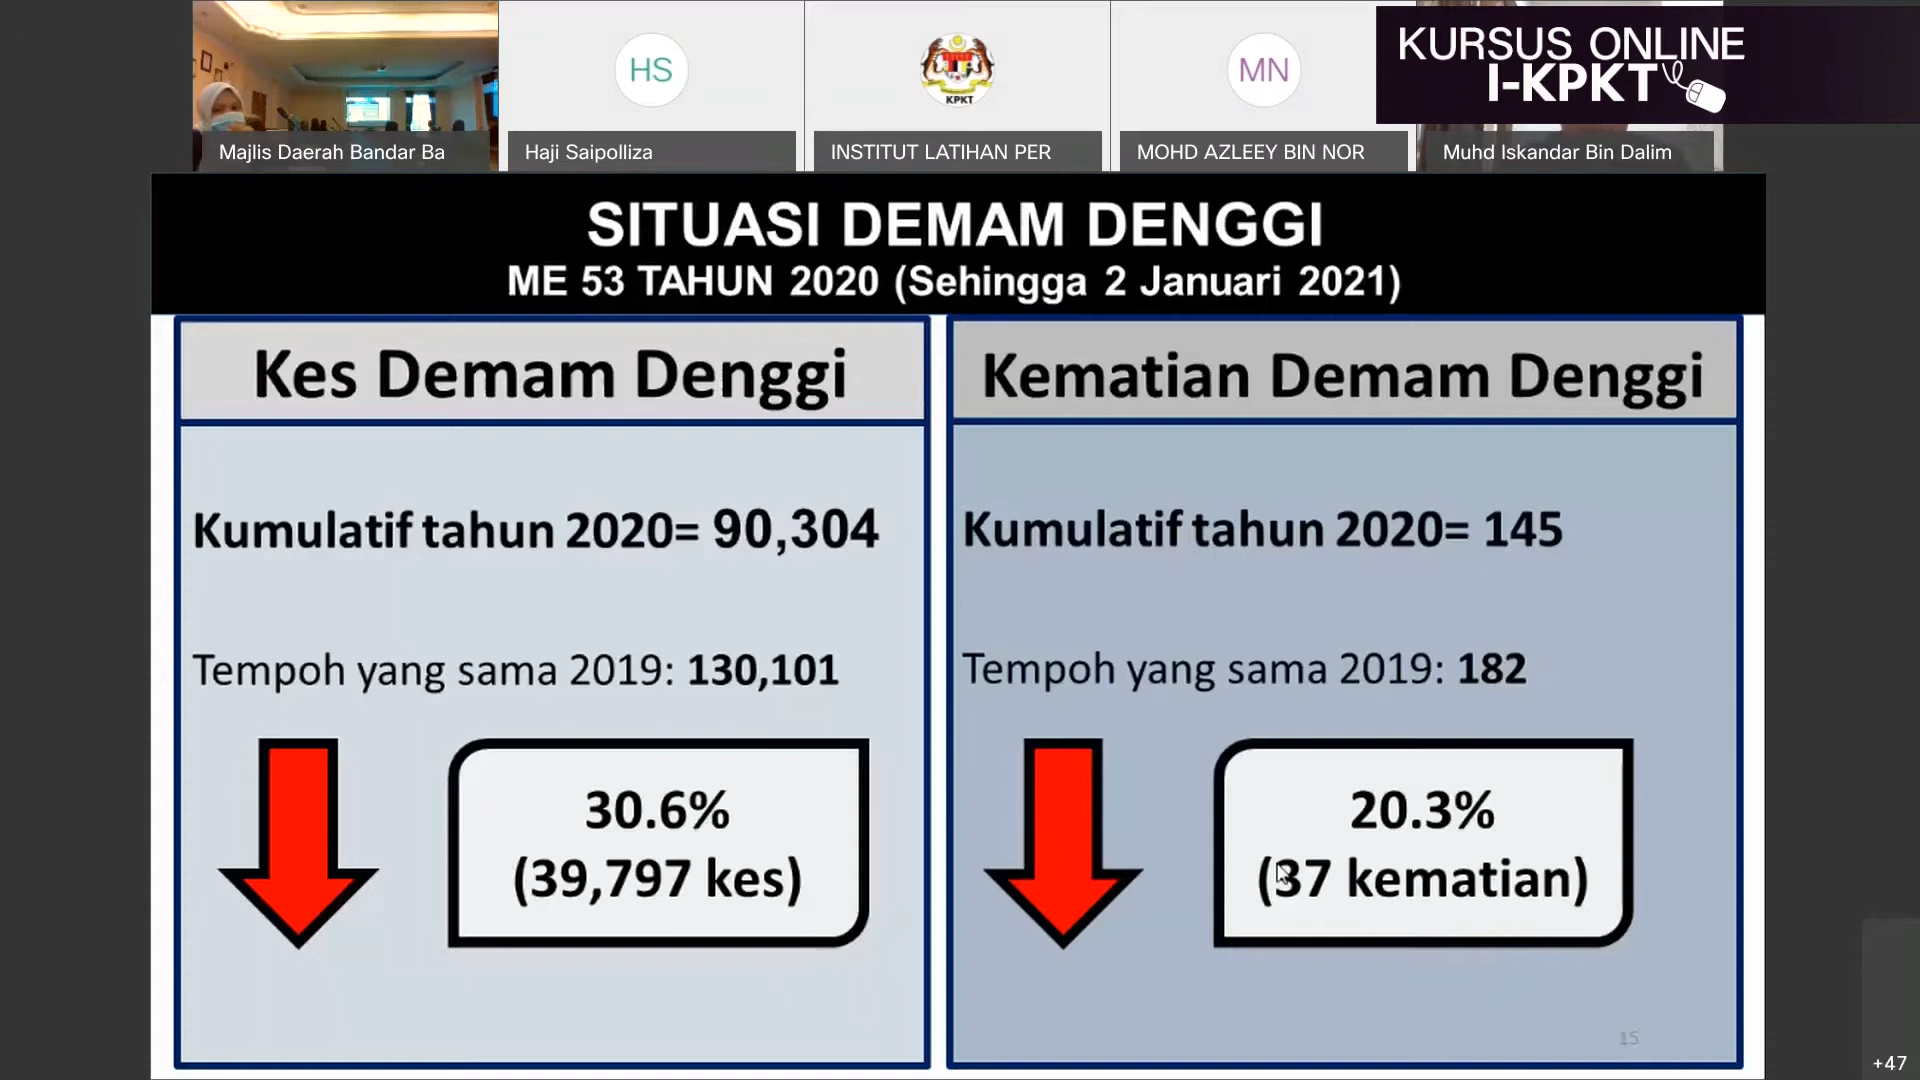 KURSUS ONLINE
I-KPKT
HS
KPKT
MN
Majlis Daerah Bandar Ba
Haji Saipolliza
INSTITUT LATIHAN PER
MOHD AZLEEY BIN NOR
Muhd Iskandar Bin Dalim
SITUASI DEMAM DENGGI
ME 53 TAHUN 2020 (Sehingga 2 Januari 2021)
Kes Demam Denggi
Kumulatif tahun 2020= 90,304
Tempoh yang sama 2019: 130,101
30.6%
(39,797 kes)
Kematian Demam Denggi
Kumulatif tahun 2020= 145
Tempoh yang sama 2019: 182
20.3%
(37 kematian)
15
+47